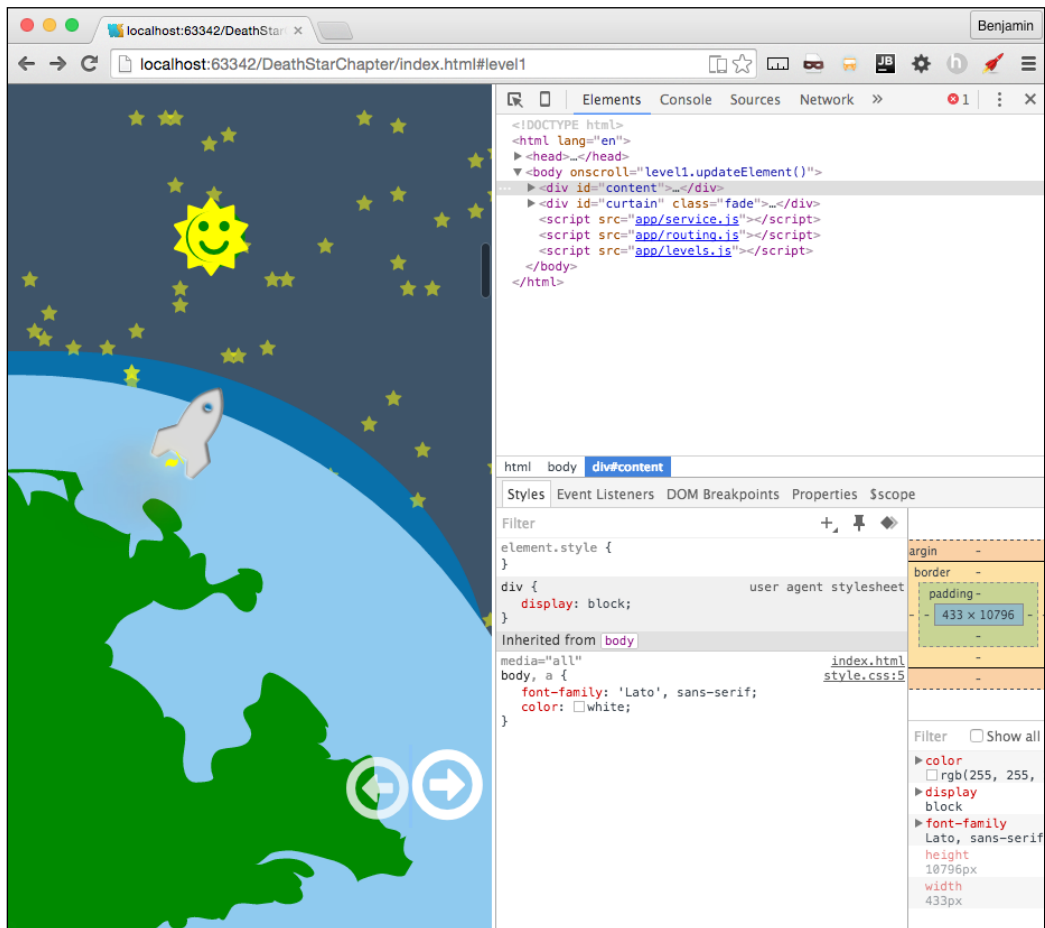 localhost:63342/DeathStar
Benjamin
localhost:63342/DeathStarChapter/index.html#level1
JB
h
Elements Console Sources Network » 1
<!DOCTYPE html>
<html lang="en">
<head>…</head>
<body onscroll="level1.updateElement()">
<div id="content">…</div>
<div id="curtain" class="fade">…</div>
<script src="app/service.js"></script>
<script src="app/routing.js"></script>
<script src="app/levels.js"></script>
</body>
</html>
html body div#content
Styles Event Listeners DOM Breakpoints Properties $scope
Filter
element.style {
}
div { user agent stylesheet
display: block;
}
Inherited from body
media="all" index.html
body, a { style.css:5
font-family: 'Lato', sans-serif;
color: white;
}
argin -
border -
padding -
- - 433 × 10796 - -
-
-
-
Filter Show all
color
rgb(255, 255,
display
block
font-family
Lato, sans-serif
height
10796px
width
433px